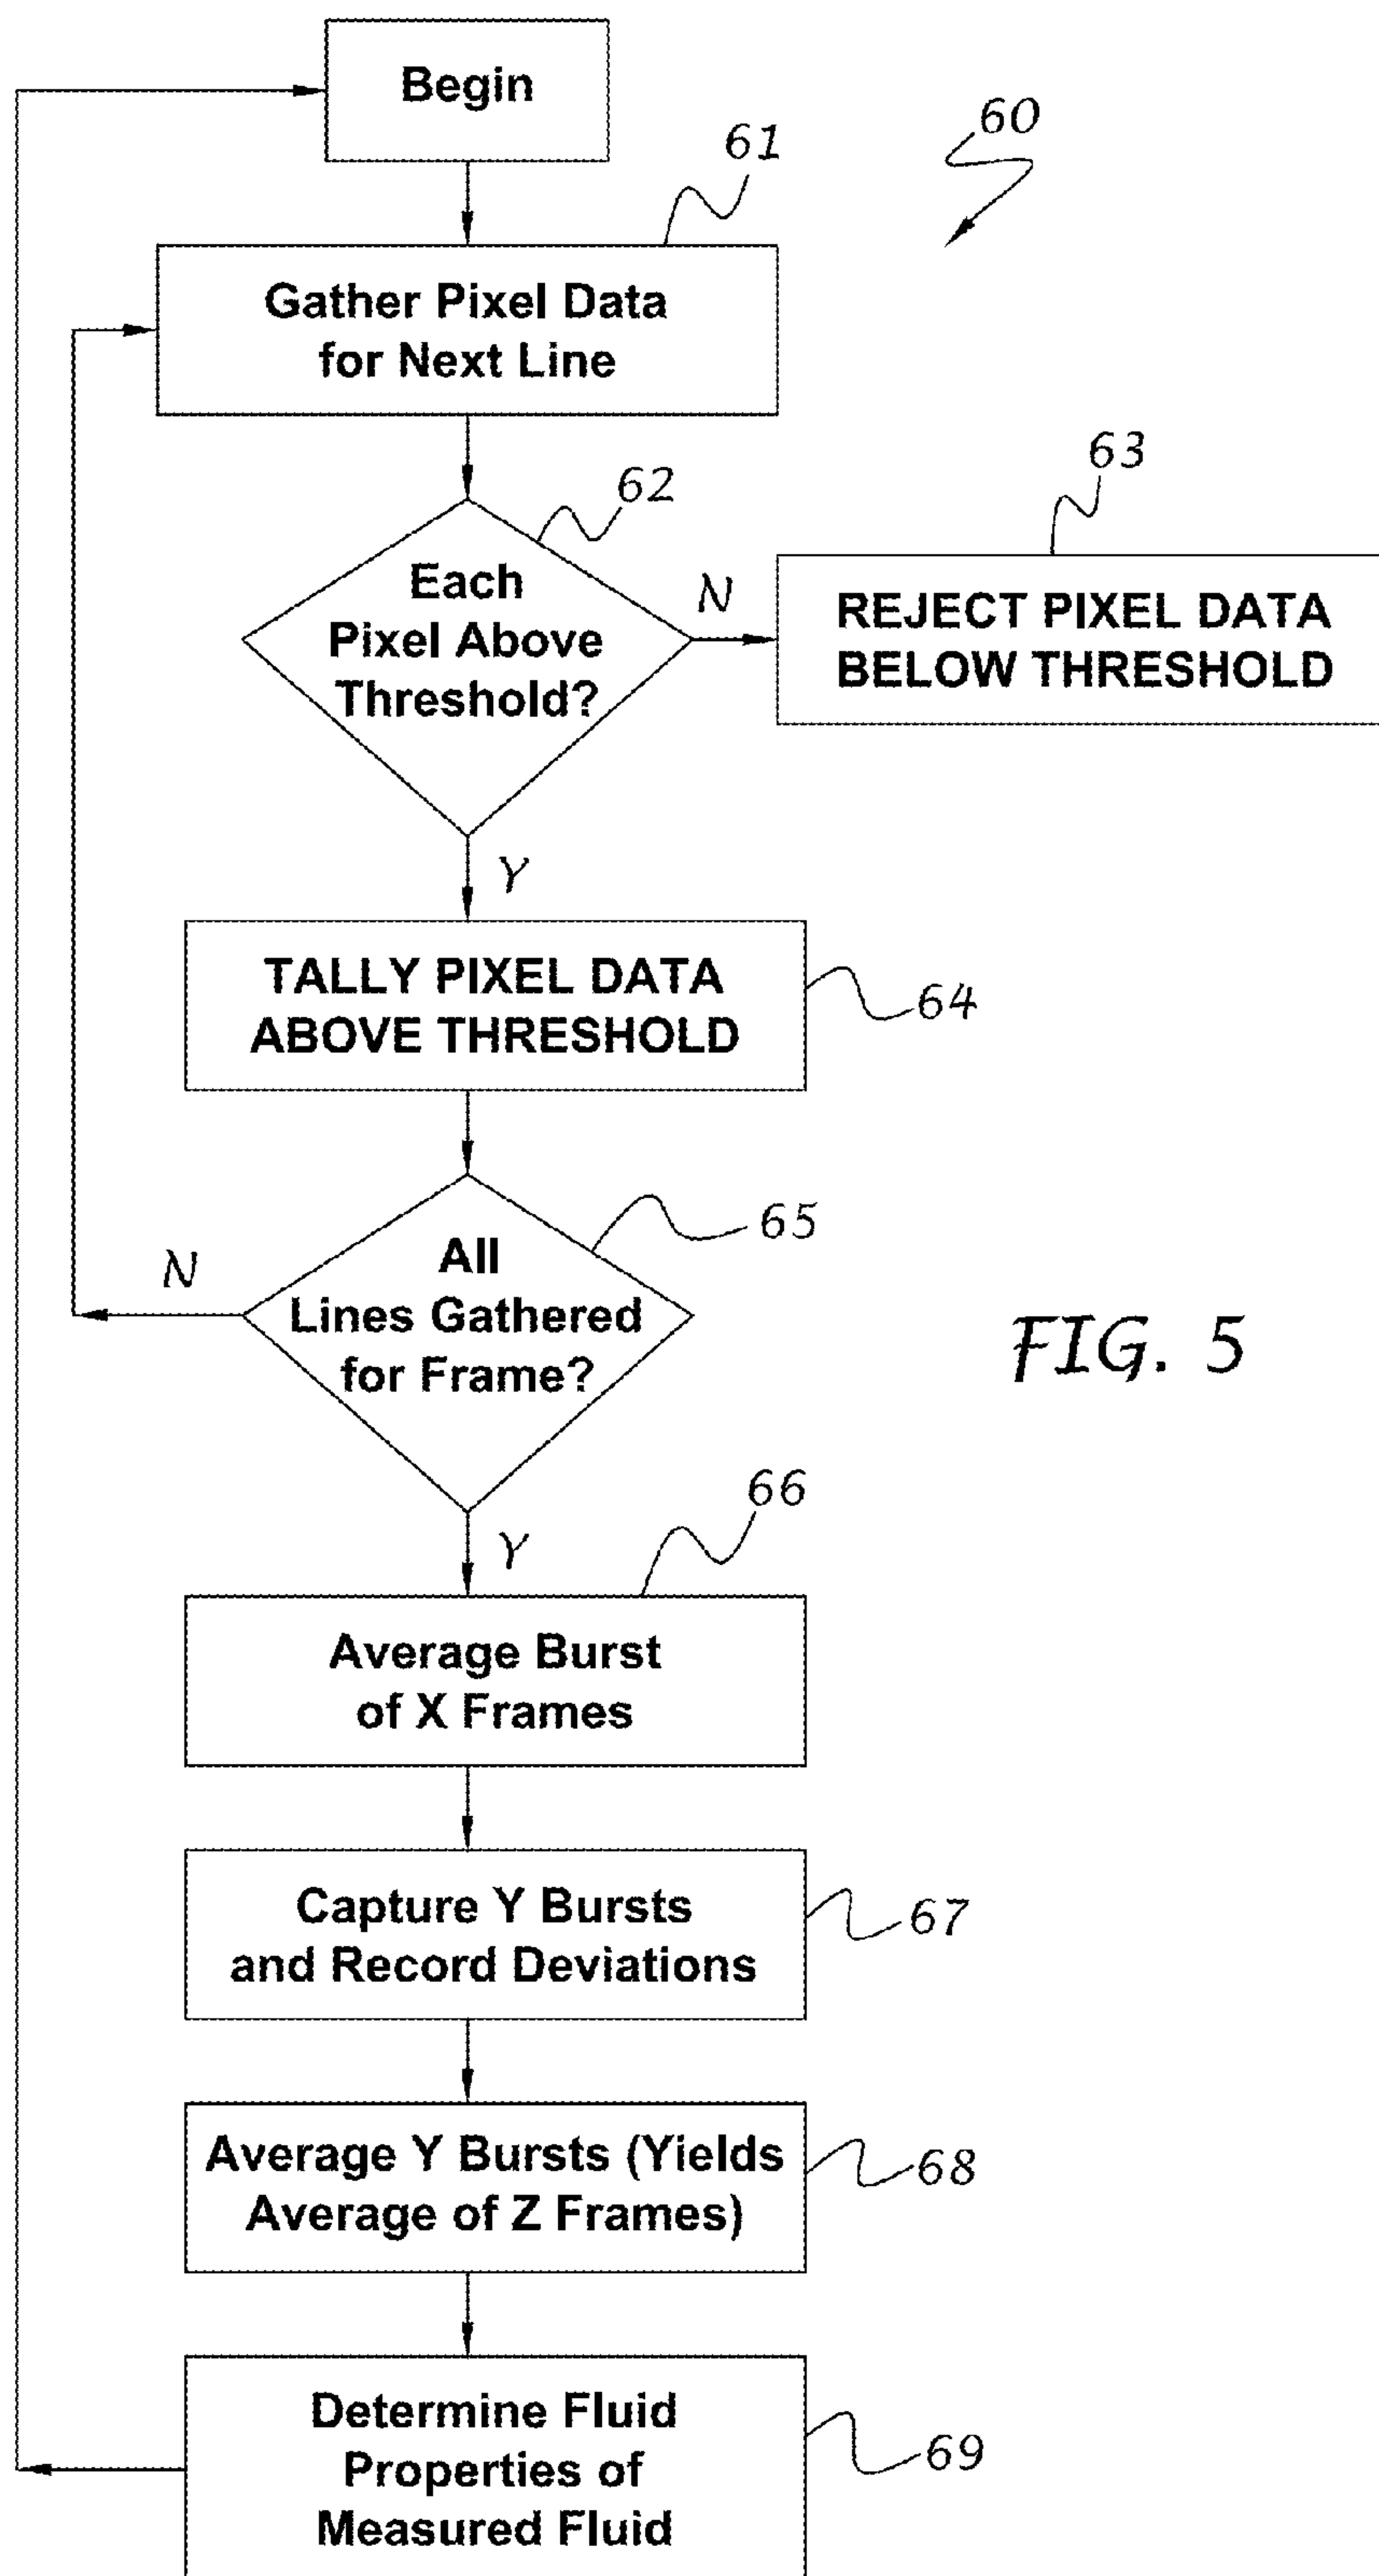 Begin
60
61
Gather Pixel Data
for Next Line
62
63
Each
Pixel Above
Threshold?
N
REJECT PIXEL DATA
BELOW THRESHOLD
Y
TALLY PIXEL DATA
ABOVE THRESHOLD
64
65
All
Lines Gathered
for Frame?
N
FIG. 5
Y
66
Average Burst
of X Frames
Capture Y Bursts
and Record Deviations
67
Average Y Bursts (Yields
Average of Z Frames)
68
Determine Fluid
Properties of
Measured Fluid
69